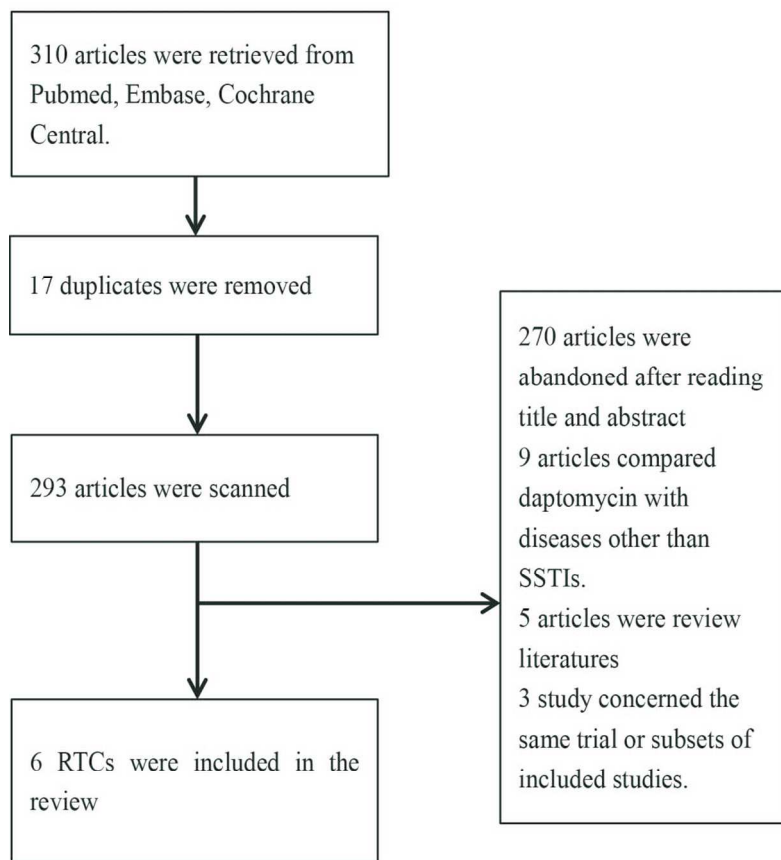 310 articles were retrieved from
Pubmed, Embase, Cochrane
Central.
17 duplicates were removed
293 articles were scanned
270 articles were
abandoned after reading
title and abstract
9 articles compared
daptomycin with
diseases other than
SSTIs.
5 articles were review
literatures
3 study concerned the
same trial or subsets of
included studies.
6 RTCs were included in the
review